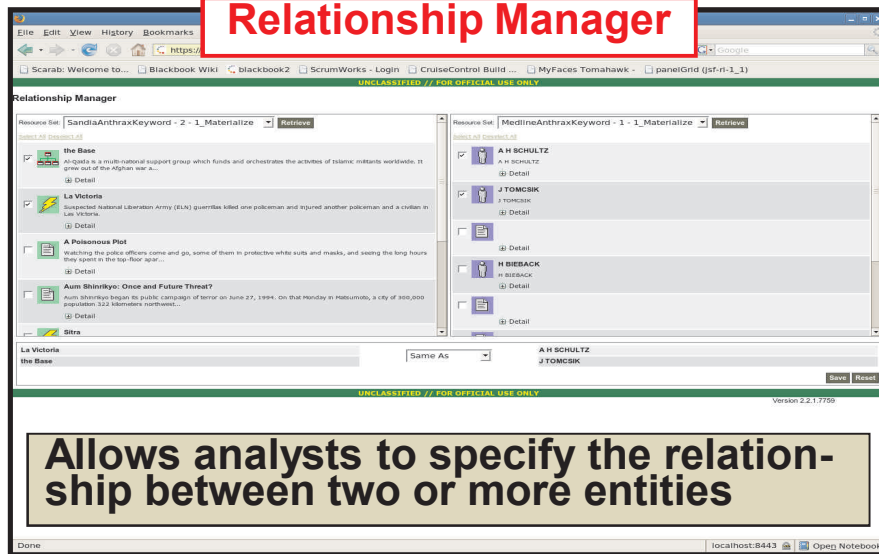 Relationship Manager
File Edit View History Bookmarks
https:/ Google
Scarab: Welcome to... Blackbook Wiki blackbook2 ScrumWorks - Login CruiseControl Build ... MyFaces Tomahawk - panelGrid (jsf-ri-1_1)
UNCLASSIFIED // FOR OFFICIAL USE ONLY
Relationship Manager
Resource Set: SandiaAnthraxKeyword - 2 - 1_Materialize Retrieve
Select All Deselect All
the Base
Al-Qaida is a multi-national support group which funds and orchestrates the activities of Islamic militants worldwide. It
grew out of the Afghan war a...
Detail
La Victoria
Suspected National Liberation Army (ELN) guerrillas killed one policeman and injured another policeman and a civilian in
Las Victoria.
Detail
A Poisonous Plot
Watching the police officers come and go, some of them in protective white suits and masks, and seeing the long hours
they spent in the top-floor apar...
Detail
Aum Shinrikyo: Once and Future Threat?
Aum Shinrikyo began its public campaign of terror on June 27, 1994. On that Monday in Matsumoto, a city of 300,000
population 322 kilometers northwest...
Detail
Sitra
Resource Set: MedlineAnthraxKeyword - 1 - 1_Materialize Retrieve
Select All Deselect All
A H SCHULTZ
A H SCHULTZ
Detail
J TOMCSIK
J TOMCSIK
Detail
Detail
H BIEBACK
H BIEBACK
Detail
Detail
La Victoria
the Base
Same As
A H SCHULTZ
J TOMCSIK
Save Reset
UNCLASSIFIED // FOR OFFICIAL USE ONLY
Version 2.2.1.7759
Allows analysts to specify the relation-
ship between two or more entities
Done localhost:8443 Open Notebook